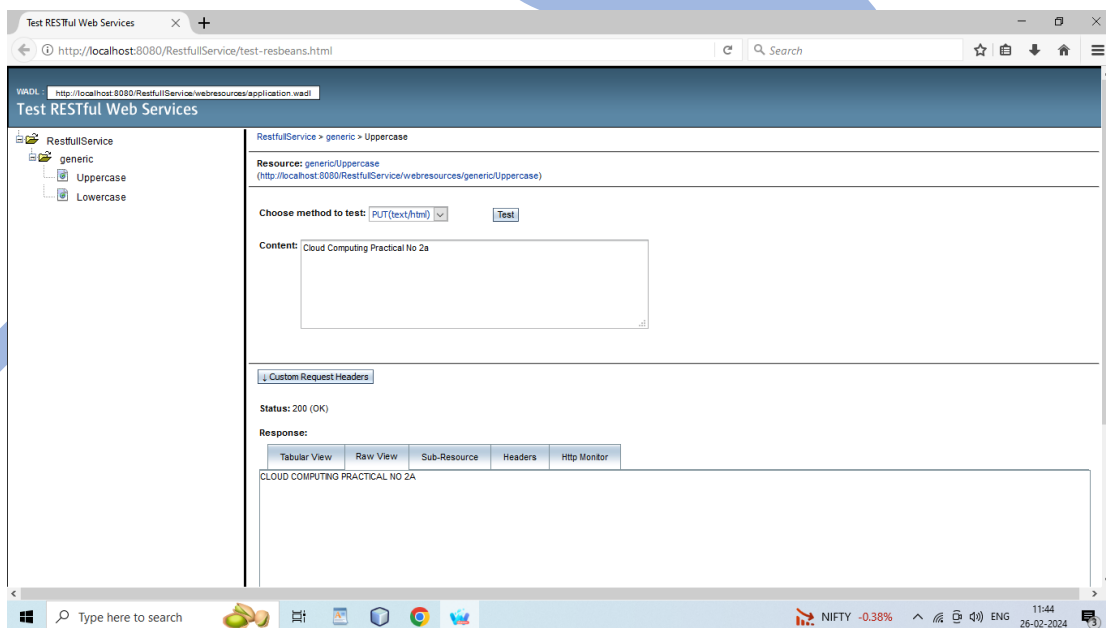 Test RESTful Web Services
http://localhost:8080/RestfullService/test-resbeans.html
Search
WADL : http://localhost:8080/RestfullService/webresources/application.wadl
Test RESTful Web Services
RestfullService
generic
Uppercase
Lowercase
RestfullService > generic > Uppercase
Resource: generic/Uppercase
(http://localhost:8080/RestfullService/webresources/generic/Uppercase)
Choose method to test: PUT(text/html) Test
Content: Cloud Computing Practical No 2a
↓ Custom Request Headers
Status: 200 (OK)
Response:
Tabular View Raw View Sub-Resource Headers Http Monitor
CLOUD COMPUTING PRACTICAL NO 2A
Type here to search
NIFTY -0.38%
ENG
11:44
26-02-2024
3